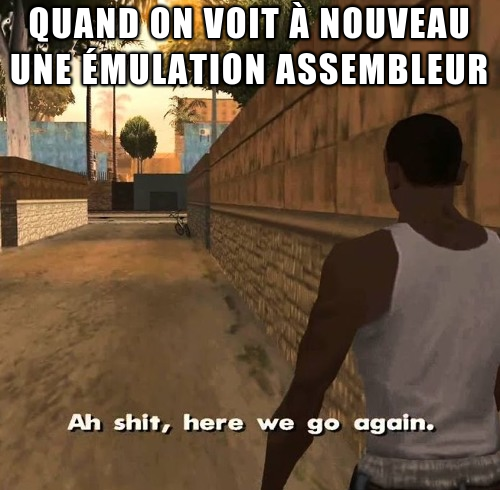 QUAND ON VOIT À NOUVEAU
UNE ÉMULATION ASSEMBLEUR
Ah shit, here we go again.